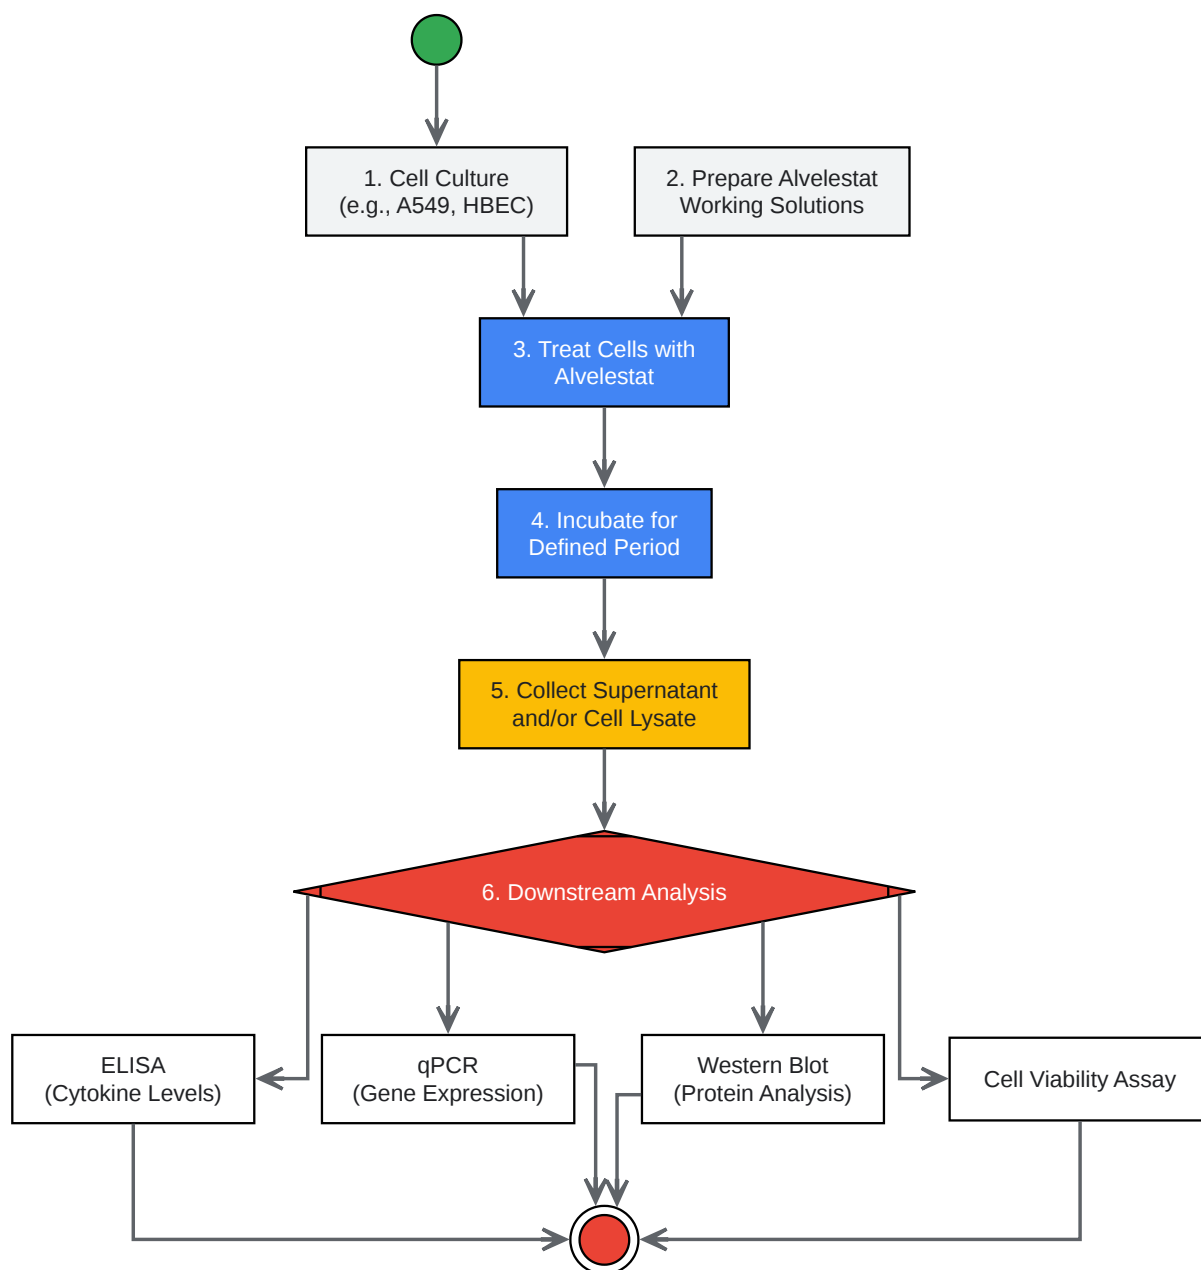 1. Cell Culture
(e.g., A549, HBEC)
2. Prepare Alvelestat
Working Solutions
3. Treat Cells with
Alvelestat
4. Incubate for
Defined Period
5. Collect Supernatant
and/or Cell Lysate
6. Downstream Analysis
ELISA
(Cytokine Levels)
qPCR
(Gene Expression)
Western Blot
(Protein Analysis)
Cell Viability Assay